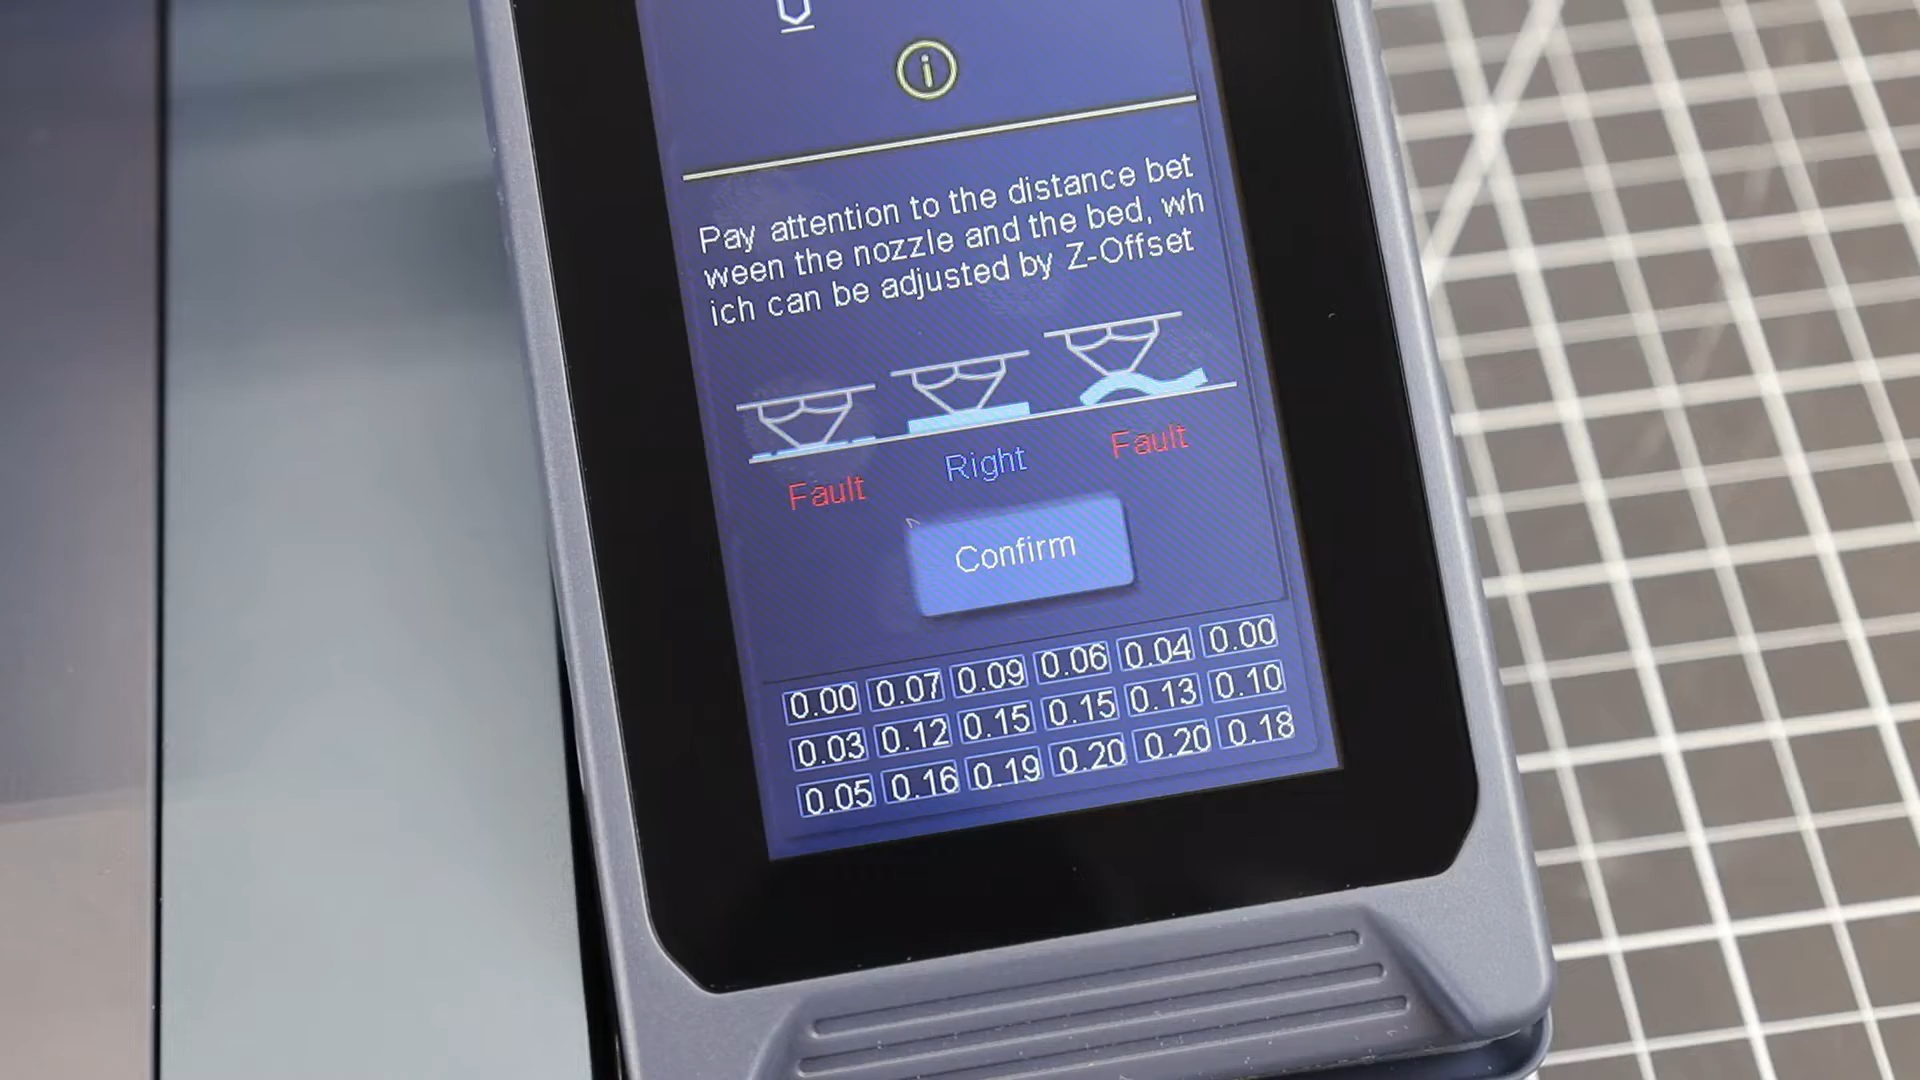 Pay attention to the distance bet
ween the nozzle and the bed, wh
ich can be adjusted by Z-Offset
Fault Right Fault
Confirm
0.00 0.07 0.09 0.06 0.04 0.00
0.03 0.12 0.15 0.15 0.13 0.10
0.05 0.16 0.19 0.20 0.20 0.18